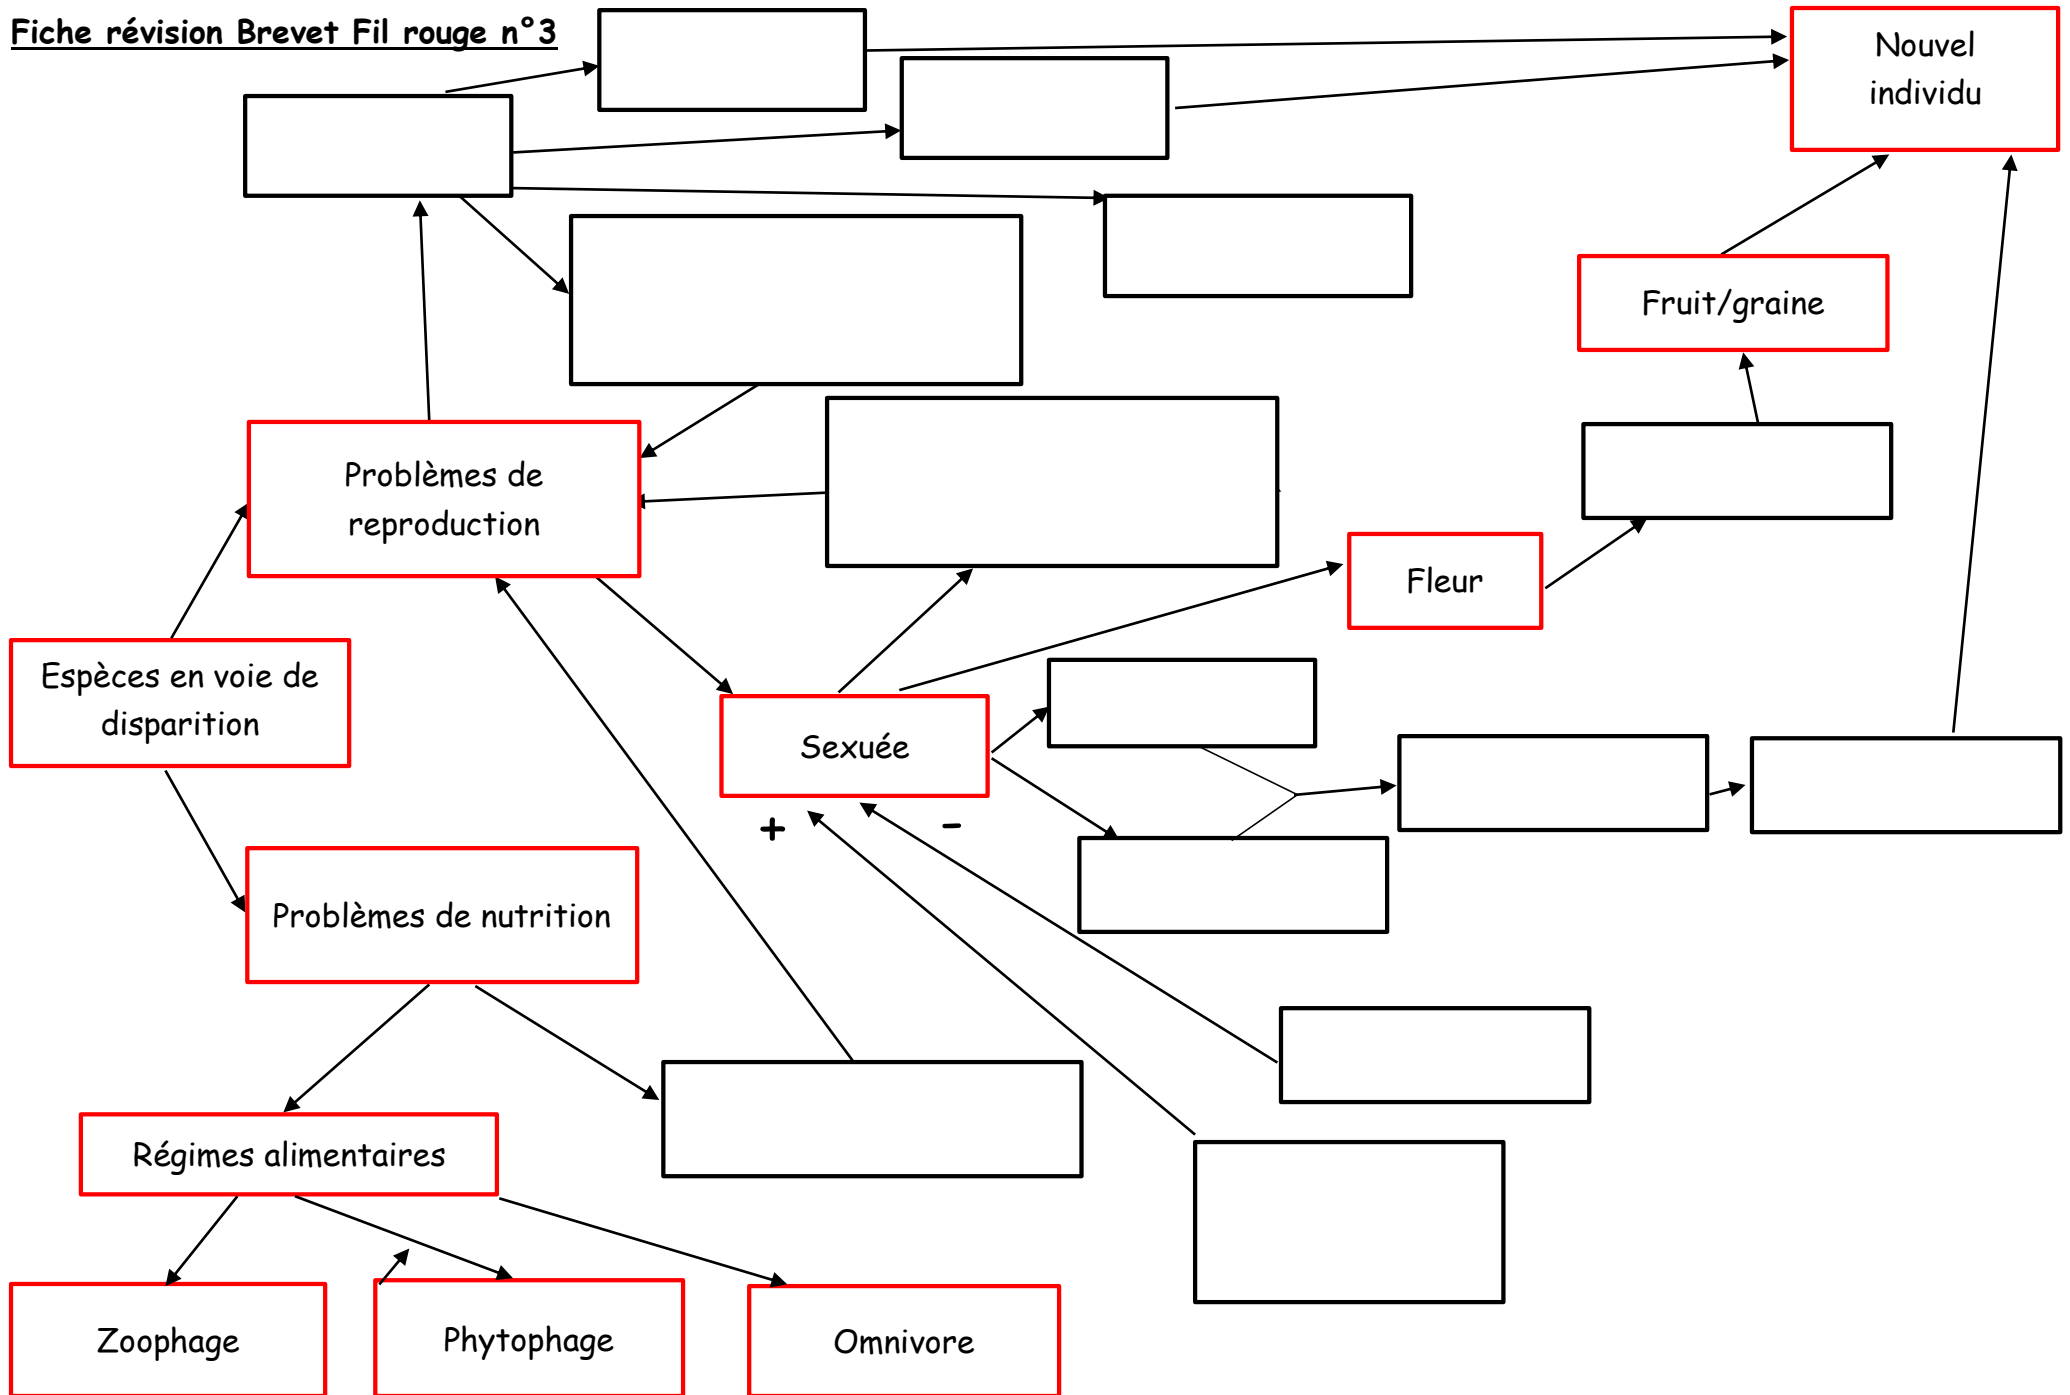 Fiche révision Brevet Fil rouge n°3
Nouvel
individu
Fruit/graine
Problèmes de
reproduction
Fleur
Espèces en voie de
disparition
Sexuée
+
-
Problèmes de nutrition
Régimes alimentaires
Zoophage
Phytophage
Omnivore